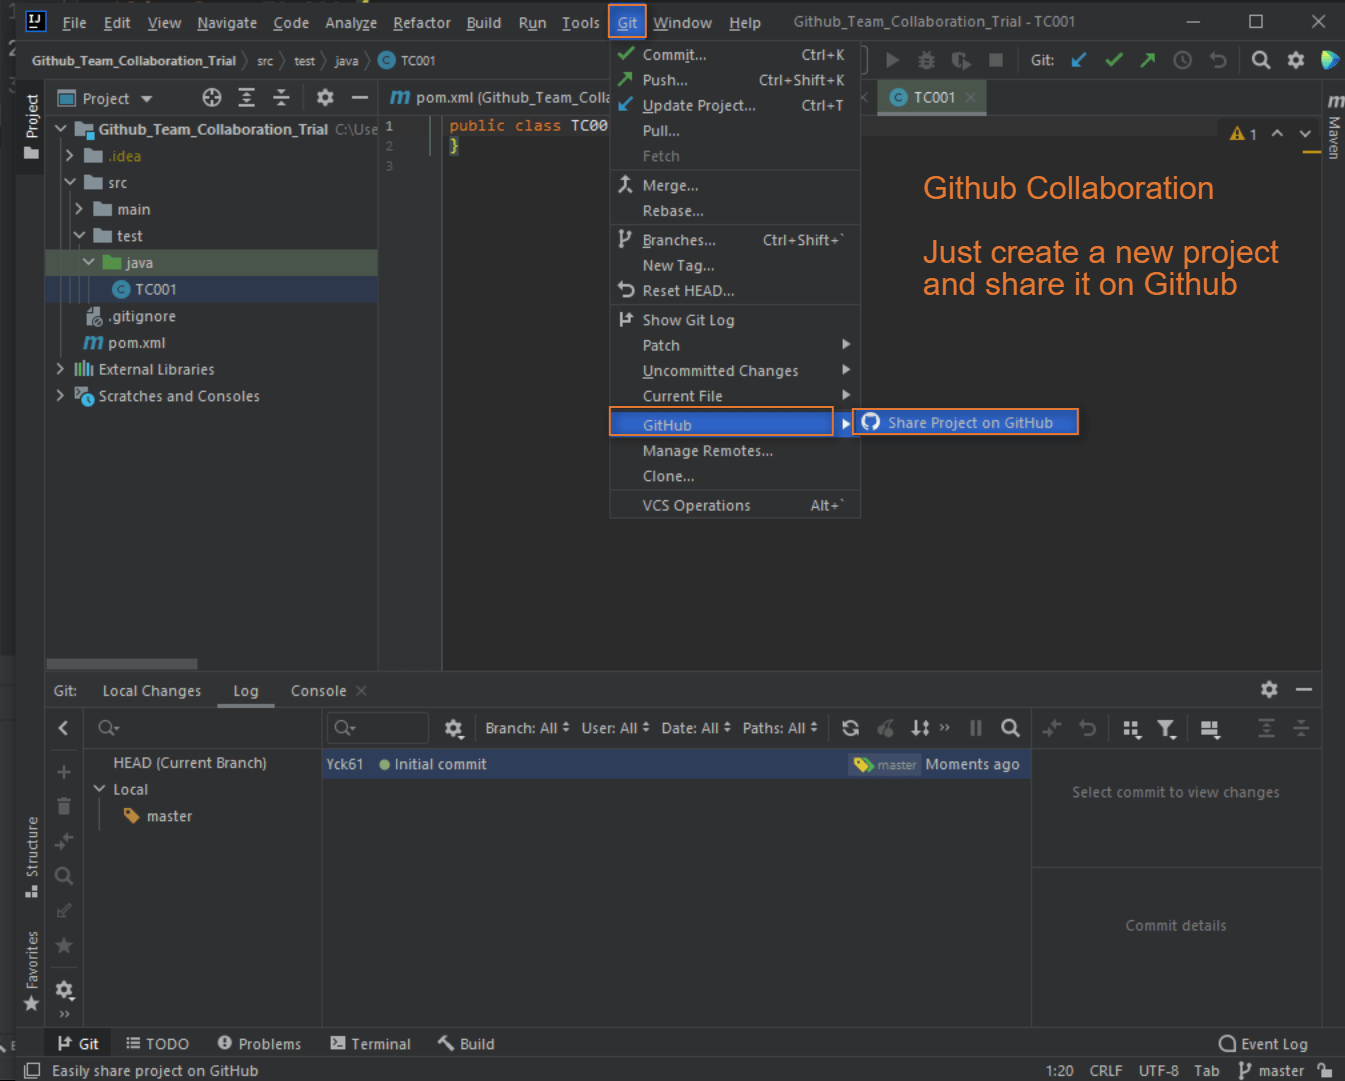 File Edit View Navigate Code Analyze Refactor Build Run Tools Git Window Help Github_Team_Collaboration_Trial - TC001
Github_Team_Collaboration_Trial src test java TC001
Git:
Project
pom.xml (Github_Team_Colla
TC001
Project
Maven
Github_Team_Collaboration_Trial C:\Use
.idea
src
main
test
java
TC001
.gitignore
pom.xml
External Libraries
Scratches and Consoles
1 public class TC00
2 }
3
1
Commit... Ctrl+K
Push... Ctrl+Shift+K
Update Project... Ctrl+T
Pull...
Fetch
Merge...
Rebase...
Branches... Ctrl+Shift+`
New Tag...
Reset HEAD...
Show Git Log
Patch
Uncommitted Changes
Current File
GitHub
Share Project on GitHub
Manage Remotes...
Clone...
VCS Operations Alt+`
Github Collaboration
Just create a new project
and share it on Github
Git: Local Changes Log Console
Branch: All User: All Date: All Paths: All
HEAD (Current Branch)
Local
master
Yck61 Initial commit master Moments ago
Select commit to view changes
Commit details
Structure
Favorites
Git TODO Problems Terminal Build Event Log
Easily share project on GitHub 1:20 CRLF UTF-8 Tab master